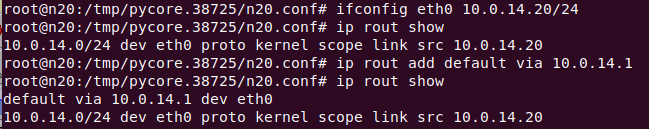 root@n20:/tmp/pycore.38725/n20.conf# ifconfig eth0 10.0.14.20/24
root@n20:/tmp/pycore.38725/n20.conf# ip rout show
10.0.14.0/24 dev eth0 proto kernel scope link src 10.0.14.20
root@n20:/tmp/pycore.38725/n20.conf# ip rout add default via 10.0.14.1
root@n20:/tmp/pycore.38725/n20.conf# ip rout show
default via 10.0.14.1 dev eth0
10.0.14.0/24 dev eth0 proto kernel scope link src 10.0.14.20